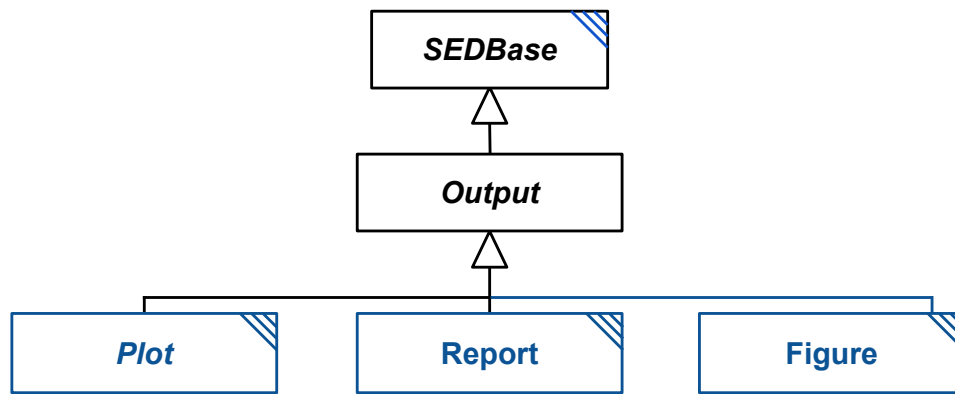 SEDBase
Output
Plot
Report
Figure